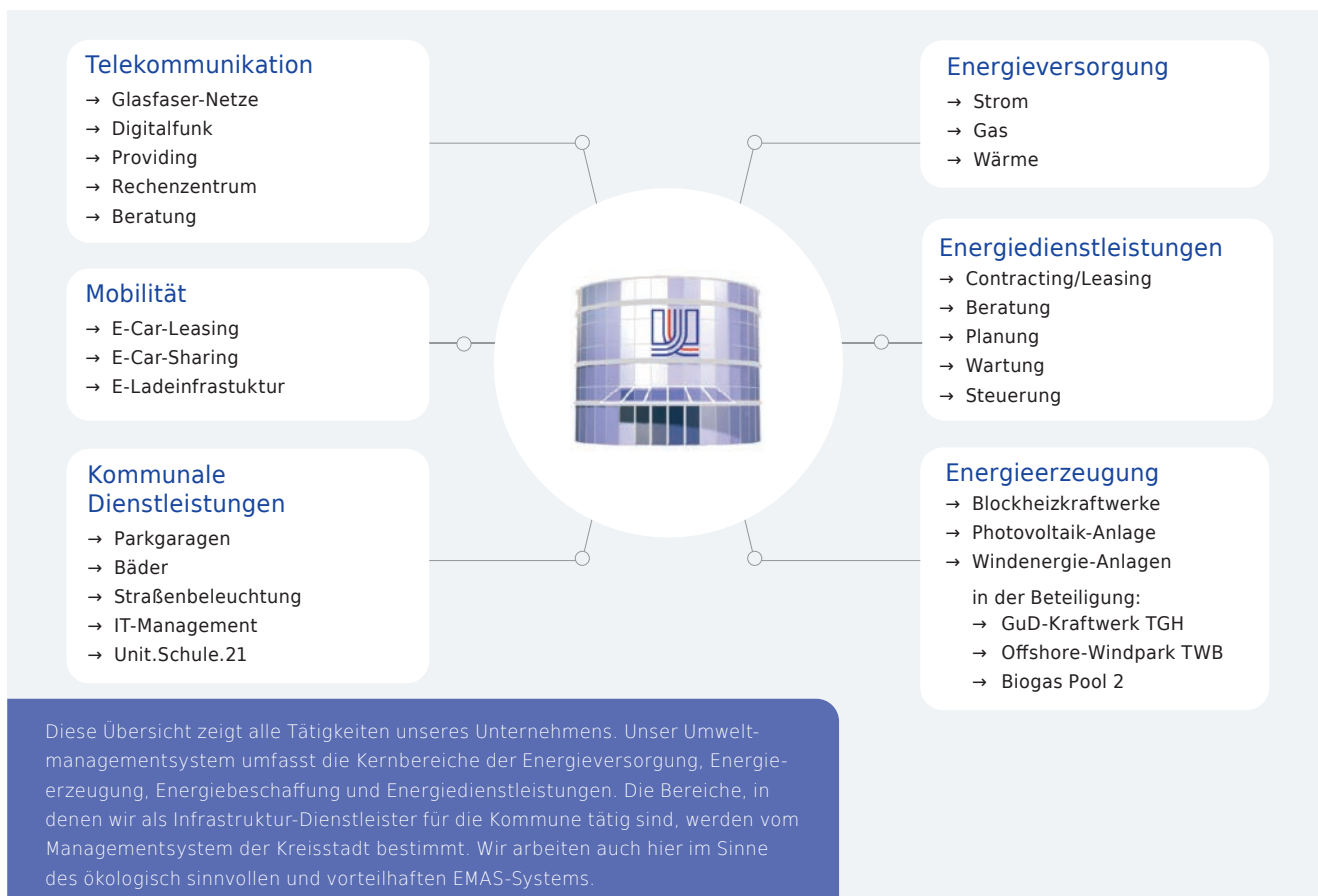 Telekommunikation
→ Glasfaser-Netze
→ Digitalfunk
→ Providing
→ Rechenzentrum
→ Beratung
Mobilität
→ E-Car-Leasing
→ E-Car-Sharing
→ E-Ladeinfrastuktur
Kommunale
Dienstleistungen
→ Parkgaragen
→ Bäder
→ Straßenbeleuchtung
→ IT-Management
→ Unit.Schule.21
Energieversorgung
→ Strom
→ Gas
→ Wärme
Energiedienstleistungen
→ Contracting/Leasing
→ Beratung
→ Planung
→ Wartung
→ Steuerung
Energieerzeugung
→ Blockheizkraftwerke
→ Photovoltaik-Anlage
→ Windenergie-Anlagen
in der Beteiligung:
→ GuD-Kraftwerk TGH
→ Offshore-Windpark TWB
→ Biogas Pool 2
Diese Übersicht zeigt alle Tätigkeiten unseres Unternehmens. Unser Umwelt-
managementsystem umfasst die Kernbereiche der Energieversorgung, Energie-
erzeugung, Energiebeschaffung und Energiedienstleistungen. Die Bereiche, in
denen wir als Infrastruktur-Dienstleister für die Kommune tätig sind, werden vom
Managementsystem der Kreisstadt bestimmt. Wir arbeiten auch hier im Sinne
des ökologisch sinnvollen und vorteilhaften EMAS-Systems.